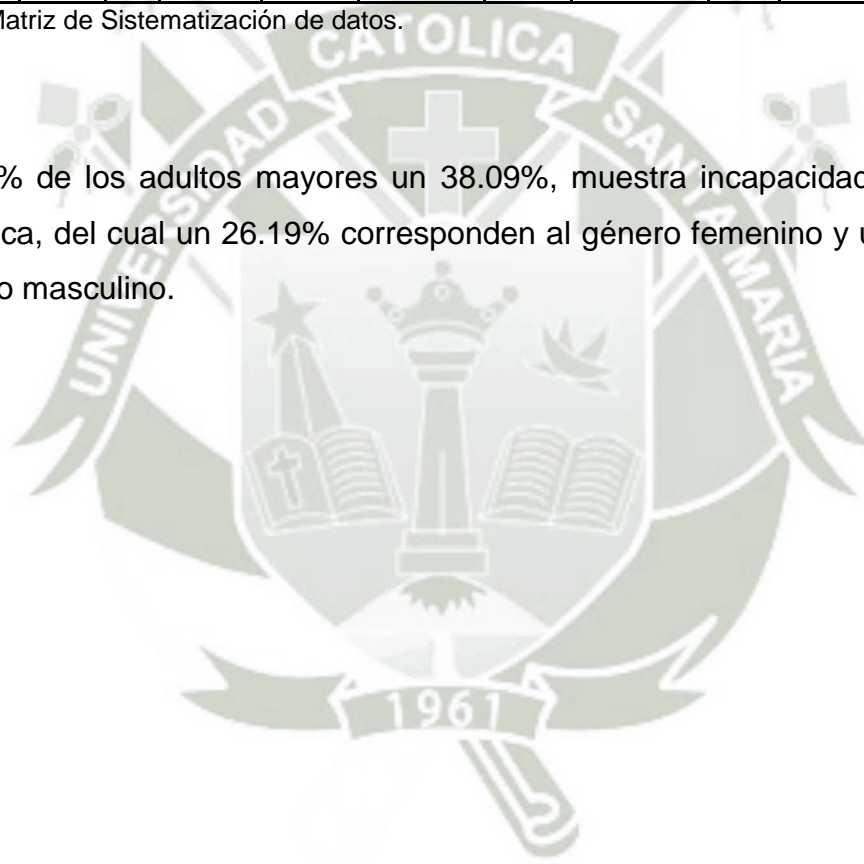 Matriz de Sistematización de datos.
CATOLICA
UNIVERSIDAD
SANTA MARIA
% de los adultos mayores un 38.09%, muestra incapacidad
ca, del cual un 26.19% corresponden al género femenino y u
o masculino.
1961